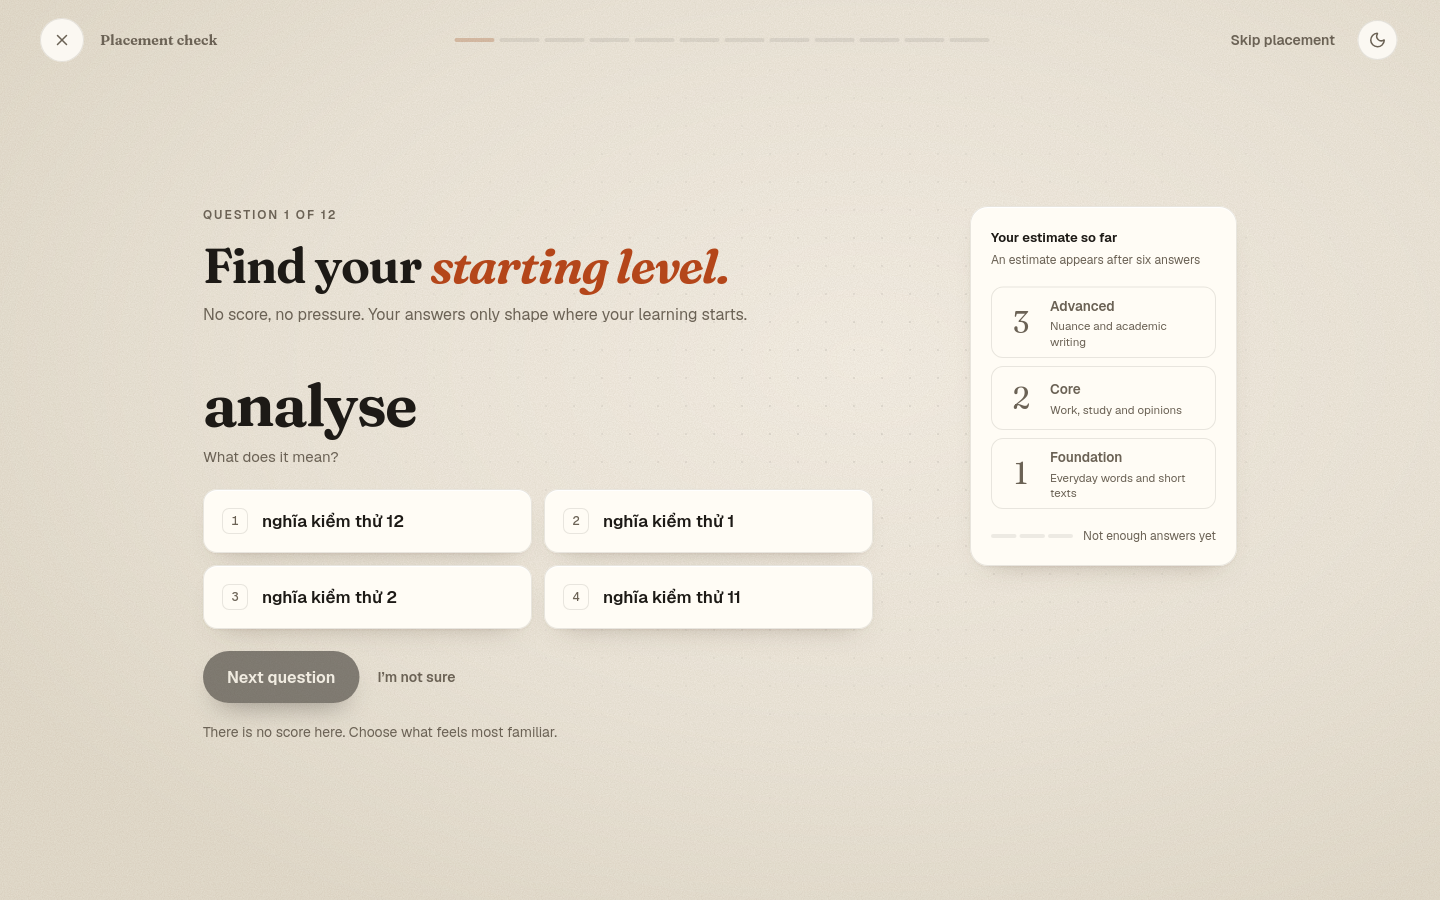 Placement check
Skip placement
QUESTION 1 OF 12
Find your starting level.
No score, no pressure. Your answers only shape where your learning starts.
analyse
What does it mean?
1 nghĩa kiểm thử 12
2 nghĩa kiểm thử 1
3 nghĩa kiểm thử 2
4 nghĩa kiểm thử 11
Next question
I'm not sure
There is no score here. Choose what feels most familiar.
Your estimate so far
An estimate appears after six answers
3
Advanced
Nuance and academic
writing
2
Core
Work, study and opinions
1
Foundation
Everyday words and short
texts
Not enough answers yet